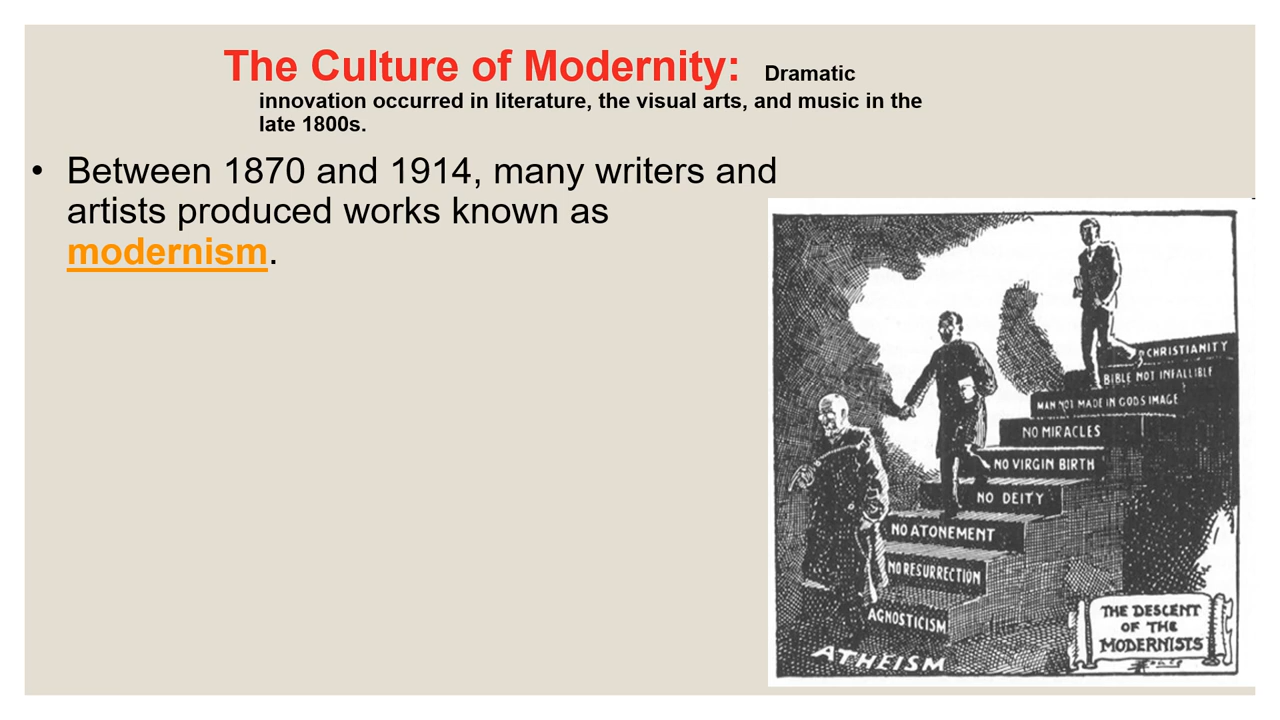 The Culture of Modernity: Dramatic
innovation occurred in literature, the visual arts, and music in the
late 1800s.
• Between 1870 and 1914, many writers and
artists produced works known as
modernism.
CHRISTIANITY
BIBLE NOT INFALLIBLE
MAN NOT MADE IN GODS IMAGE
NO MIRACLES
NO VIRGIN BIRTH
NO DEITY
NO ATONEMENT
NO RESURRECTION
AGNOSTICISM
ATHEISM
THE DESCENT
OF THE
MODERNISTS